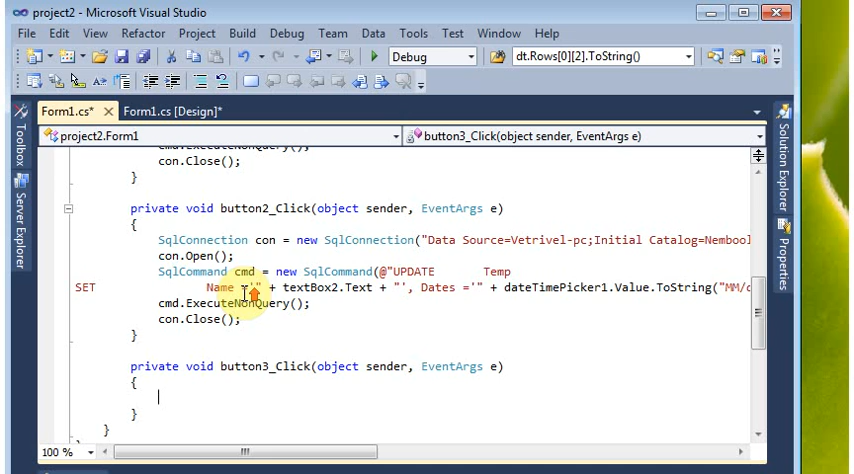 project2 - Microsoft Visual Studio
File Edit View Refactor Project Build Debug Team Data Tools Test Window Help
Debug dt.Rows[0][2].ToString()
Form1.cs* Form1.cs [Design]*
project2.Form1 button3_Click(object sender, EventArgs e)
Toolbox
Server Explorer
Solution Explorer
Properties
cmd.ExecuteNonQuery();
con.Close();
}
private void button2_Click(object sender, EventArgs e)
{
SqlConnection con = new SqlConnection("Data Source=Vetrivel-pc;Initial Catalog=Nembool
con.Open();
SqlCommand cmd = new SqlCommand(@"UPDATE Temp
SET Name ='" + textBox2.Text + "', Dates ='" + dateTimePicker1.Value.ToString("MM/d
cmd.ExecuteNonQuery();
con.Close();
}
private void button3_Click(object sender, EventArgs e)
{
}
}
100 %